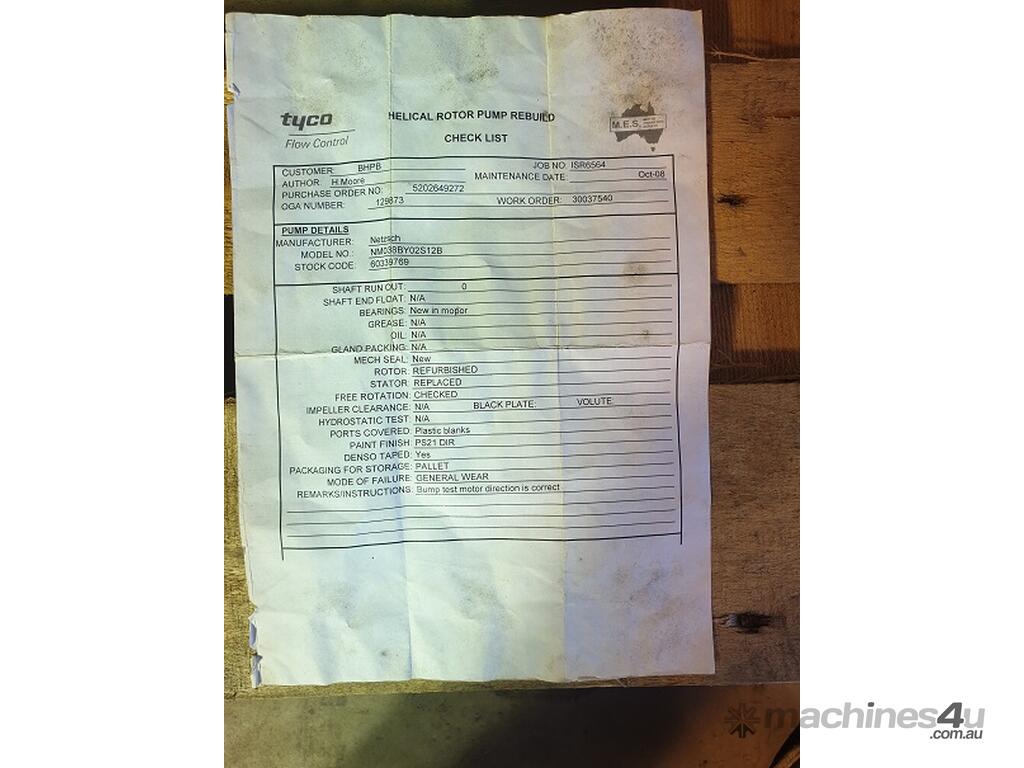 tyco
Flow Control
HELICAL ROTOR PUMP REBUILD
CHECK LIST
M.E.S.
CUSTOMER: BHPB JOB NO: ISR6564
AUTHOR: H.Moore MAINTENANCE DATE: Oct-08
PURCHASE ORDER NO: 5202649272
OGA NUMBER: 129873 WORK ORDER: 30037540
PUMP DETAILS
MANUFACTURER: Netzsch
MODEL NO.: NM038BY02S12B
STOCK CODE: 60339769
SHAFT RUN OUT: 0
SHAFT END FLOAT: N/A
BEARINGS: New in motor
GREASE: N/A
OIL: N/A
GLAND PACKING: N/A
MECH SEAL: New
ROTOR: REFURBISHED
STATOR: REPLACED
FREE ROTATION: CHECKED
IMPELLER CLEARANCE: N/A BLACK PLATE: VOLUTE:
HYDROSTATIC TEST: N/A
PORTS COVERED: Plastic blanks
PAINT FINISH: PS21 DIR
DENSO TAPED: Yes
PACKAGING FOR STORAGE: PALLET
MODE OF FAILURE: GENERAL WEAR
REMARKS/INSTRUCTIONS: Bump test motor direction is correct
machines4u
.com.au